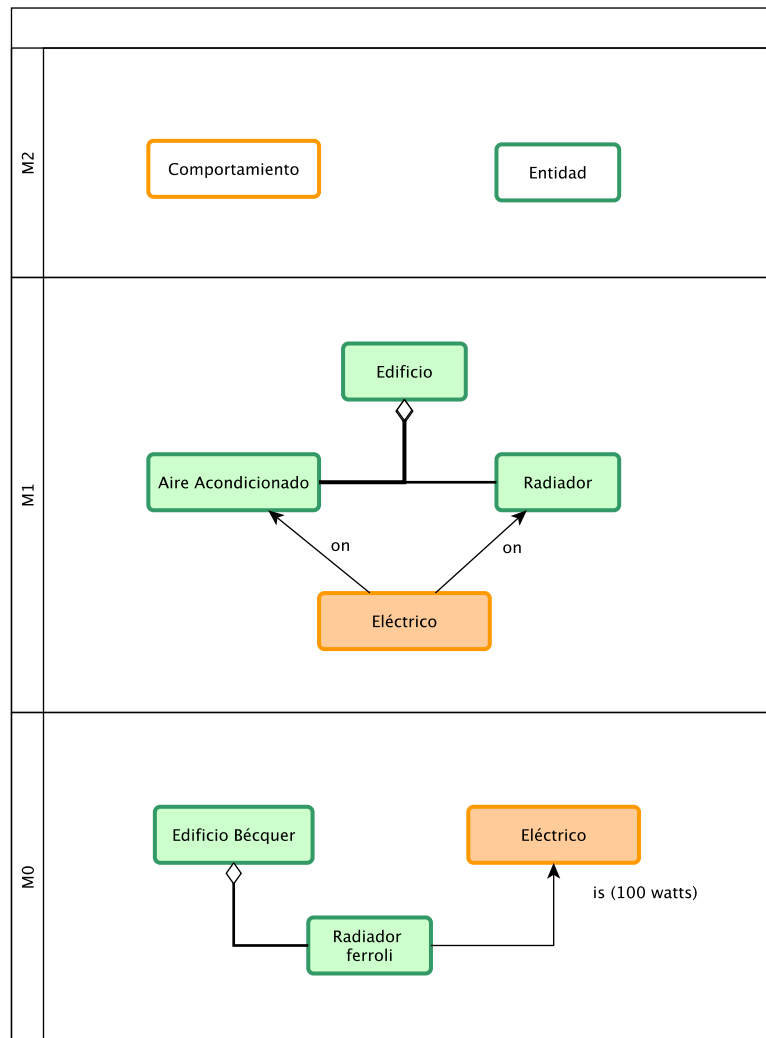 M2
Comportamiento
Entidad
M1
Edificio
Aire Acondicionado
Radiador
on
on
Eléctrico
M0
Edificio Bécquer
Eléctrico
is (100 watts)
Radiador
ferroli